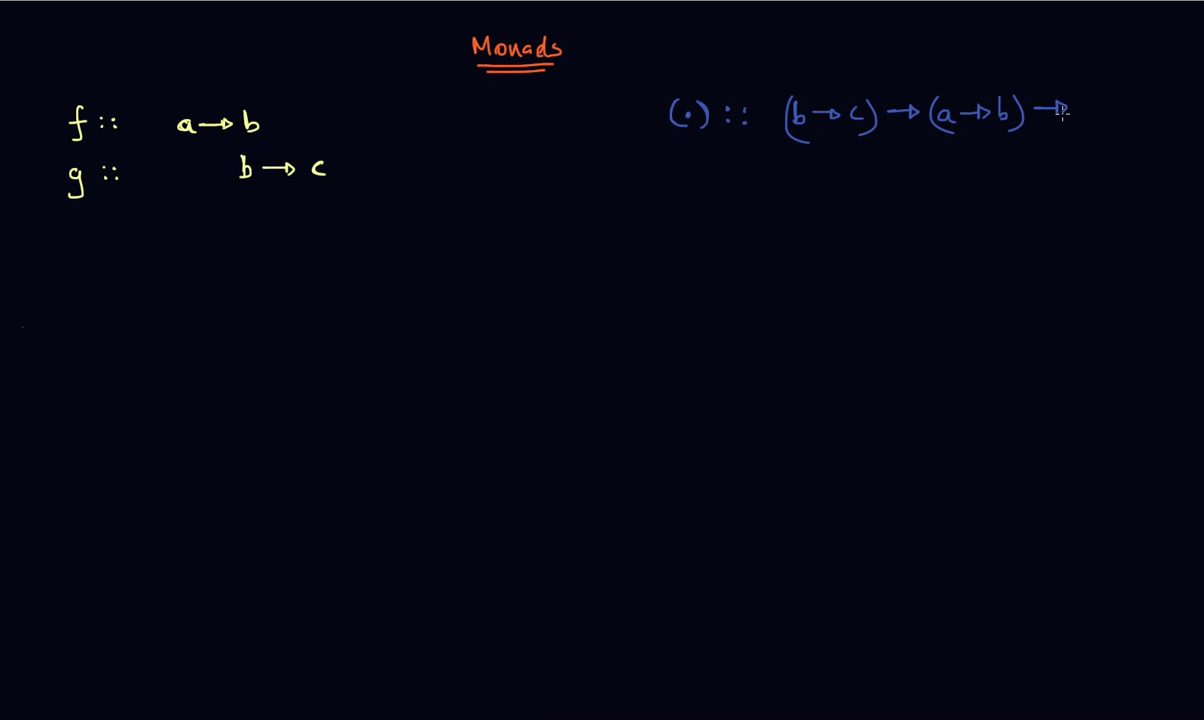 Monads
f :: a → b
(.) :: (b → c) → (a → b) →
g :: b → c